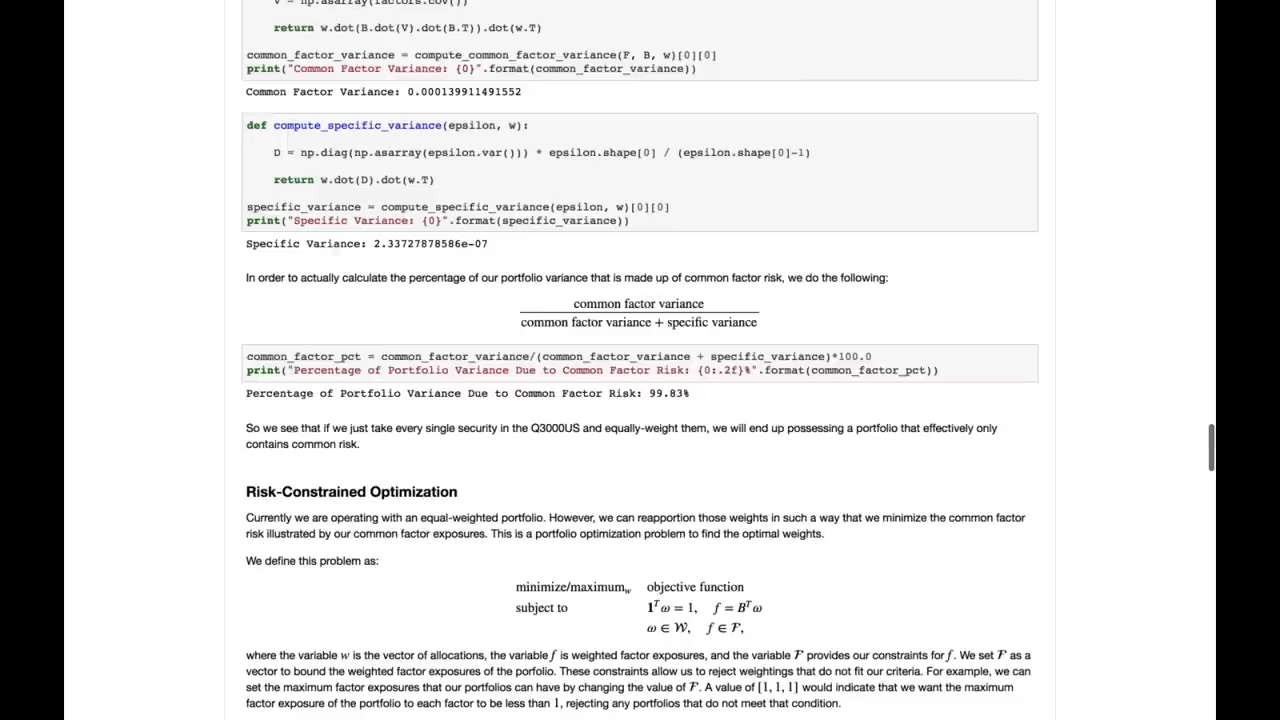 V = np.asarray(factors.cov())
return w.dot(B.dot(V).dot(B.T)).dot(w.T)
common_factor_variance = compute_common_factor_variance(F, B, w)[0][0]
print("Common Factor Variance: {0}".format(common_factor_variance))
Common Factor Variance: 0.000139911491552
def compute_specific_variance(epsilon, w):
D = np.diag(np.asarray(epsilon.var())) * epsilon.shape[0] / (epsilon.shape[0]-1)
return w.dot(D).dot(w.T)
specific_variance = compute_specific_variance(epsilon, w)[0][0]
print("Specific Variance: {0}".format(specific_variance))
Specific Variance: 2.33727878586e-07
In order to actually calculate the percentage of our portfolio variance that is made up of common factor risk, we do the following:
common factor variance
common factor variance + specific variance
common_factor_pct = common_factor_variance/(common_factor_variance + specific_variance)*100.0
print("Percentage of Portfolio Variance Due to Common Factor Risk: {0:.2f}%".format(common_factor_pct))
Percentage of Portfolio Variance Due to Common Factor Risk: 99.83%
So we see that if we just take every single security in the Q3000US and equally-weight them, we will end up possessing a portfolio that effectively only
contains common risk.
Risk-Constrained Optimization
Currently we are operating with an equal-weighted portfolio. However, we can reapportion those weights in such a way that we minimize the common factor
risk illustrated by our common factor exposures. This is a portfolio optimization problem to find the optimal weights.
We define this problem as:
minimize/maximum_w objective function
subject to 1^T ω = 1, f = B^T ω
ω ∈ 𝒲, f ∈ ℱ,
where the variable w is the vector of allocations, the variable f is weighted factor exposures, and the variable ℱ provides our constraints for f. We set ℱ as a
vector to bound the weighted factor exposures of the porfolio. These constraints allow us to reject weightings that do not fit our criteria. For example, we can
set the maximum factor exposures that our portfolios can have by changing the value of ℱ. A value of [1, 1, 1] would indicate that we want the maximum
factor exposure of the portfolio to each factor to be less than 1, rejecting any portfolios that do not meet that condition.